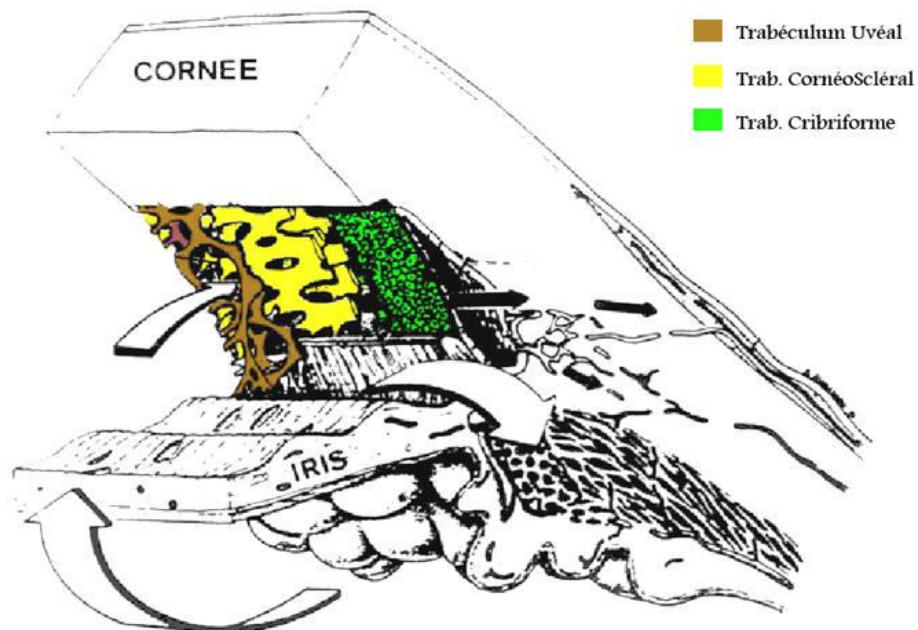 CORNEE
Trabéculum Uvéal
Trab. CornéoScléral
Trab. Cribriforme
IRIS